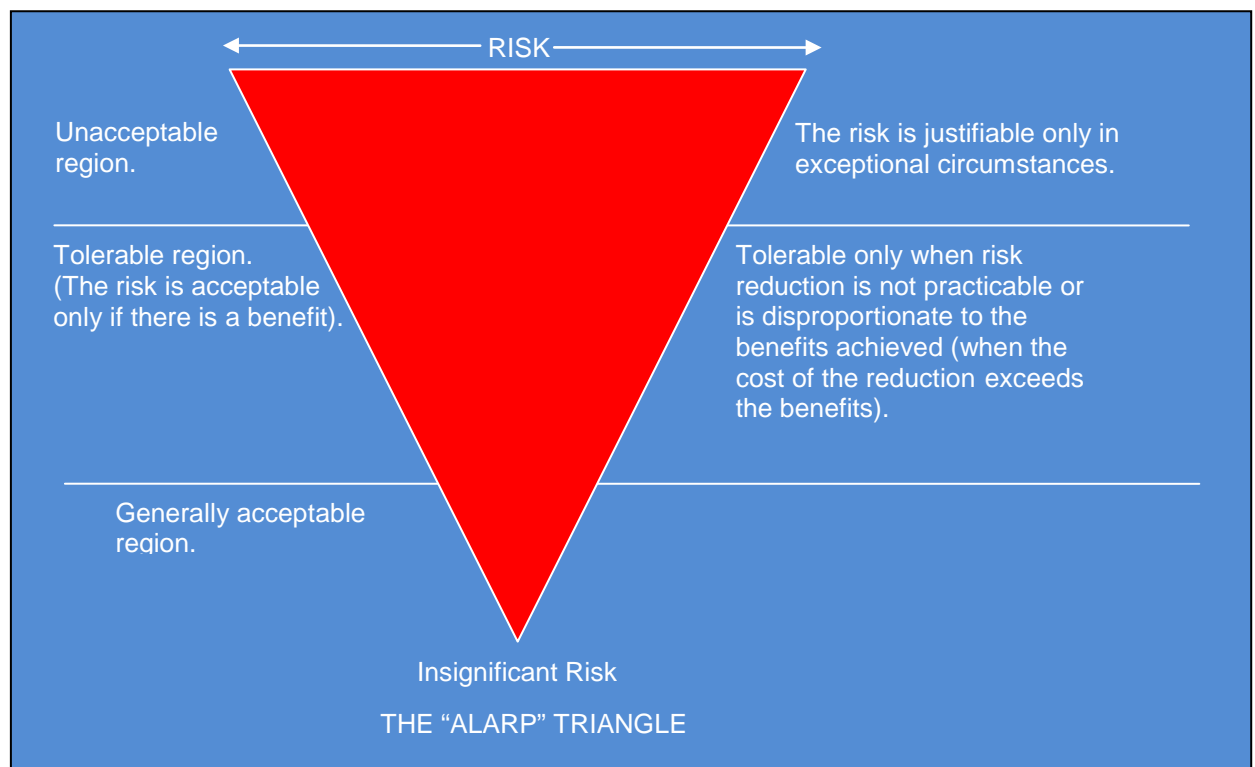 RISK
Unacceptable
region.
The risk is justifiable only in
exceptional circumstances.
Tolerable region.
(The risk is acceptable
only if there is a benefit).
Tolerable only when risk
reduction is not practicable or
is disproportionate to the
benefits achieved (when the
cost of the reduction exceeds
the benefits).
Generally acceptable
region.
Insignificant Risk
THE “ALARP” TRIANGLE